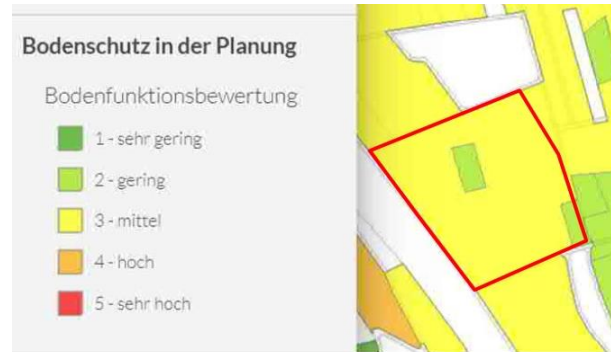 Bodenschutz in der Planung
Bodenfunktionsbewertung
1 - sehr gering
2 - gering
3 - mittel
4 - hoch
5 - sehr hoch